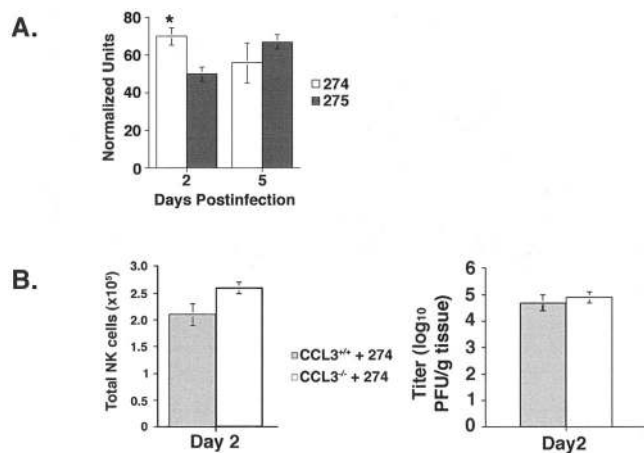 A.
*
Normalized Units
80
60
40
20
0
2
5
Days Postinfection
274
275
B.
Total NK cells (x10⁵)
3.0
2.5
2.0
1.5
1.0
.5
0
Day 2
CCL3⁺/⁺ + 274
CCL3⁻/⁻ + 274
Titer (log₁₀
PFU/g tissue)
6
5
4
3
2
1
0
Day2